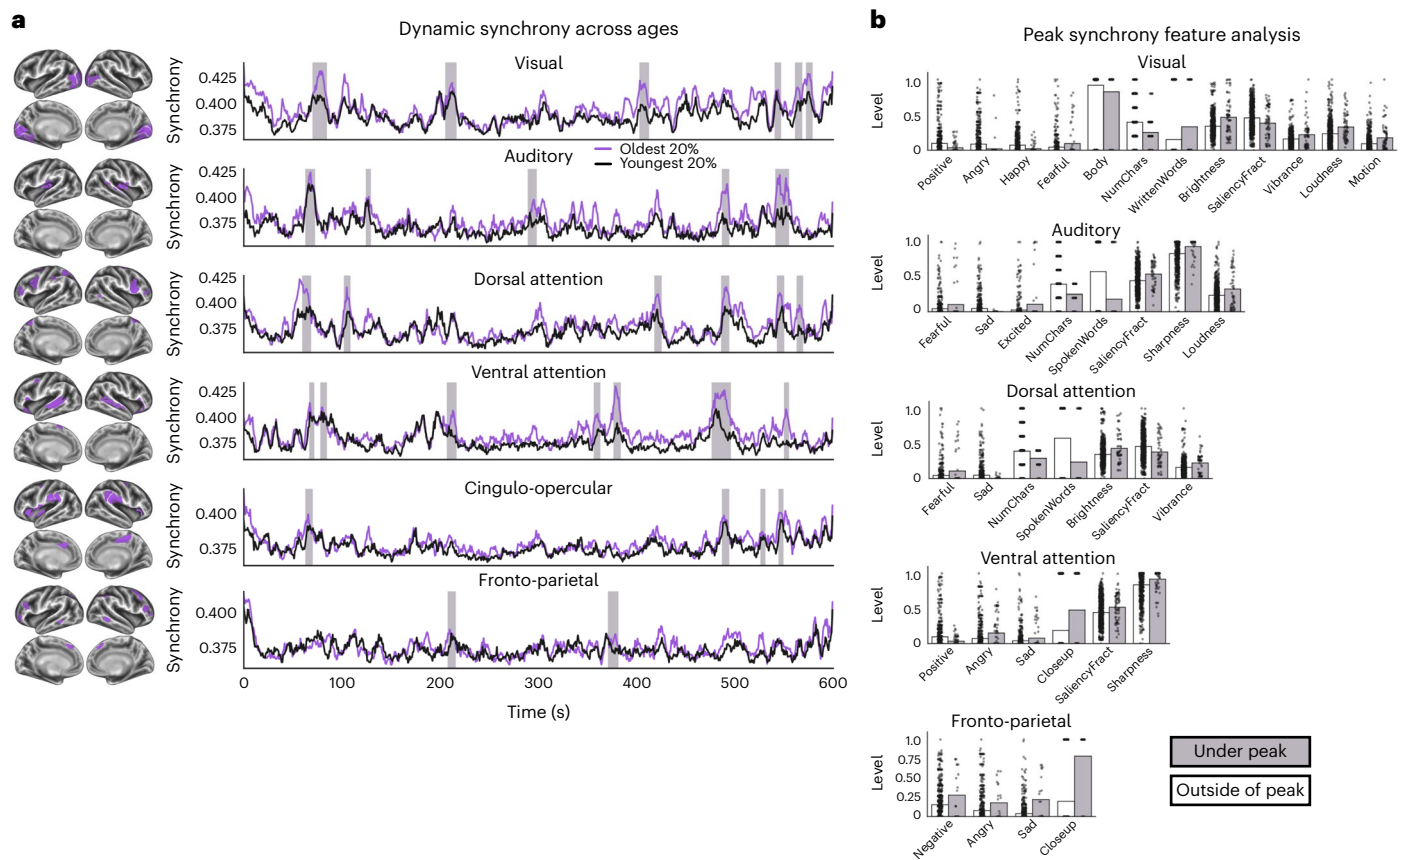 a
Dynamic synchrony across ages
Visual
Synchrony
0.425
0.400
0.375
Oldest 20%
Youngest 20%
Auditory
Synchrony
0.425
0.400
0.375
Dorsal attention
Synchrony
0.425
0.400
0.375
Ventral attention
Synchrony
0.425
0.400
0.375
Cingulo-opercular
Synchrony
0.400
0.375
Fronto-parietal
Synchrony
0.400
0.375
0 100 200 300 400 500 600
Time (s)
b
Peak synchrony feature analysis
Visual
Level
1.0
0.5
0
Positive Angry Happy Fearful Body NumChars WrittenWords Brightness SaliencyFract Vibrance Loudness Motion
Auditory
Level
1.0
0.5
0
Fearful Sad Excited NumChars SpokenWords SaliencyFract Sharpness Loudness
Dorsal attention
Level
1.0
0.5
0
Fearful Sad NumChars SpokenWords Brightness SaliencyFract Vibrance
Ventral attention
Level
1.0
0.5
0
Positive Angry Sad Closeup SaliencyFract Sharpness
Fronto-parietal
Level
1.0
0.75
0.50
0.25
0
Negative Angry Sad Closeup
Under peak
Outside of peak